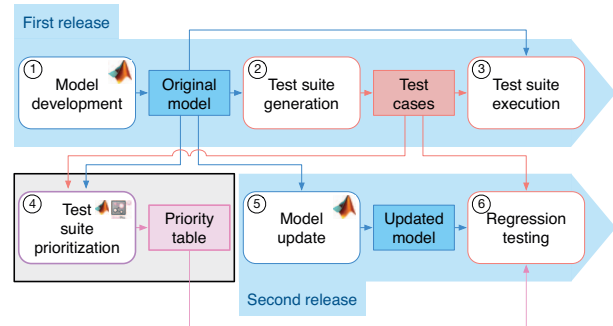 First release
1
Model
development
Original
model
2
Test suite
generation
Test
cases
3
Test suite
execution
4
Test
suite
prioritization
Priority
table
5
Model
update
Updated
model
6
Regression
testing
Second release